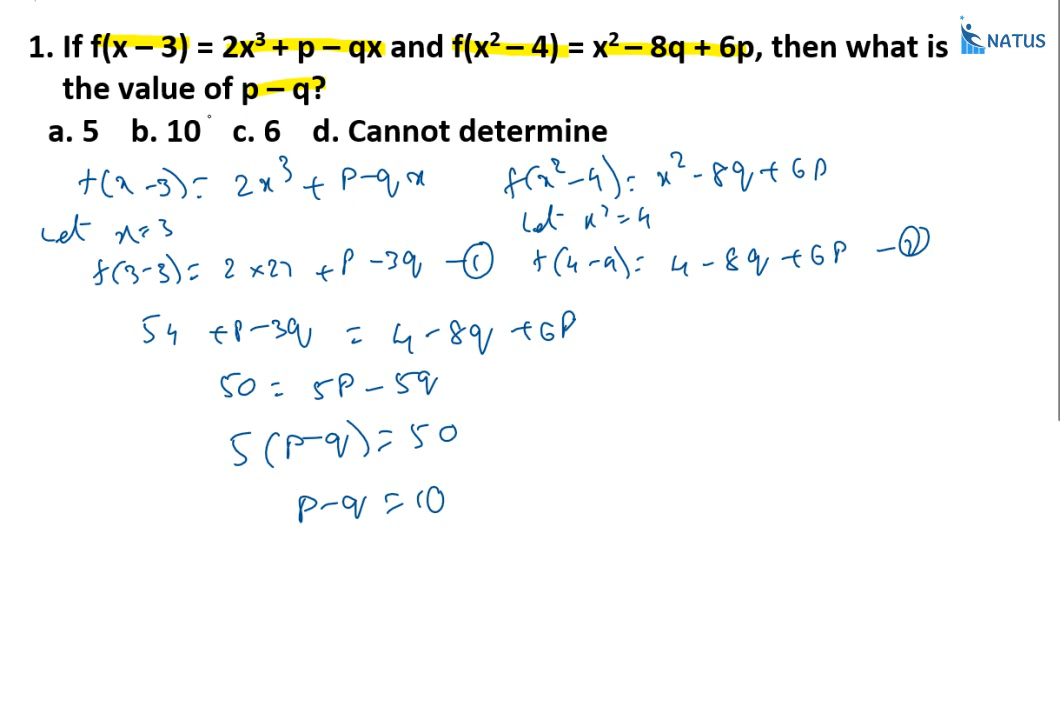 1. If f(x – 3) = 2x³ + p – qx and f(x² – 4) = x² – 8q + 6p, then what is
NATUS
the value of p – q?
a. 5 b. 10 c. 6 d. Cannot determine
f(x-3) = 2x³ + p-qx f(x²-4) = x² - 8q + 6p
Let x=3 Let x² = 4
f(3-3) = 2×27 + p - 3q -① f(4-4) = 4 - 8q + 6p -②
54 + p - 3q = 4 - 8q + 6p
50 = 5p - 5q
5(p-q) = 50
p-q = 10